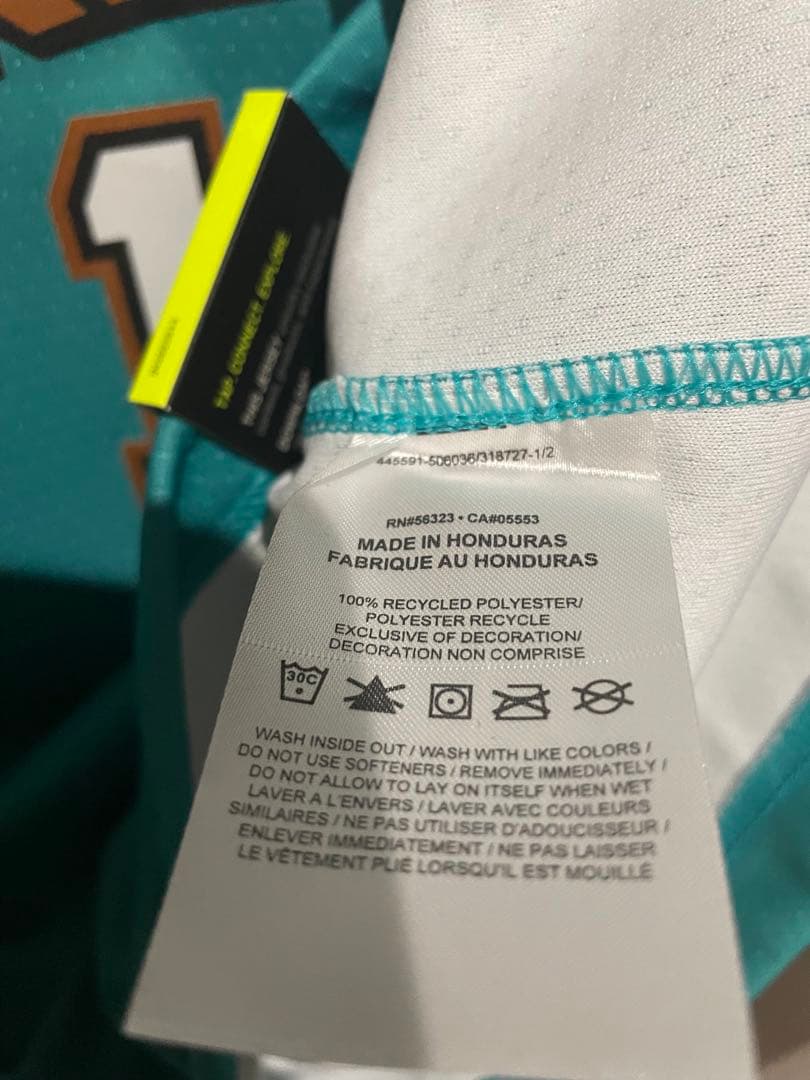 1
TAP. CONNECT. EXPLORE.
THIS JERSEY
445591-506036/318727-1/2
RN#56323 • CA#05553
MADE IN HONDURAS
FABRIQUE AU HONDURAS
100% RECYCLED POLYESTER/
POLYESTER RECYCLE
EXCLUSIVE OF DECORATION/
DECORATION NON COMPRISE
30C
WASH INSIDE OUT / WASH WITH LIKE COLORS /
DO NOT USE SOFTENERS / REMOVE IMMEDIATELY /
DO NOT ALLOW TO LAY ON ITSELF WHEN WET
LAVER A L'ENVERS / LAVER AVEC COULEURS
SIMILAIRES / NE PAS UTILISER D'ADOUCISSEUR /
ENLEVER IMMEDIATEMENT / NE PAS LAISSER
LE VÊTEMENT PLIÉ LORSQU'IL EST MOUILLÉ